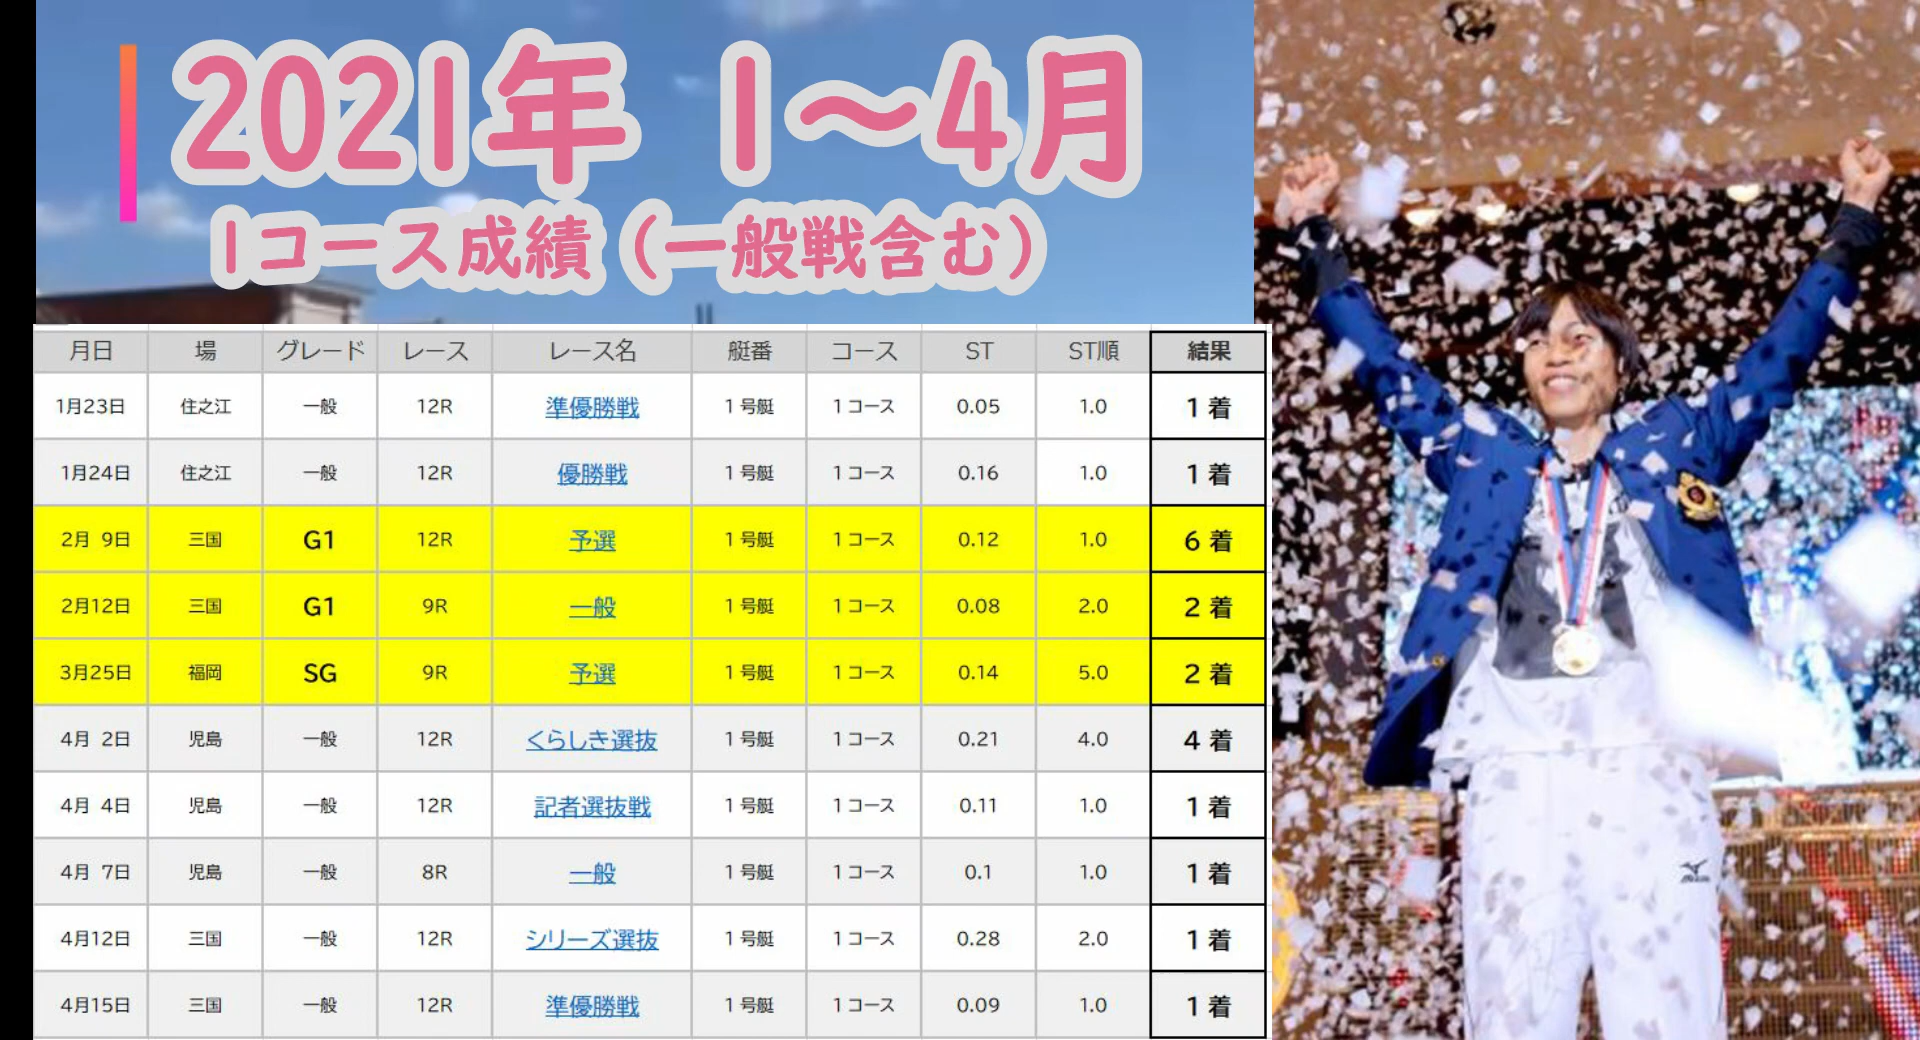 2021年 1～4月
1コース成績（一般戦含む）
月日 場 グレード レース レース名 艇番 コース ST ST順 結果
1月23日 住之江 一般 12R 準優勝戦 1号艇 1コース 0.05 1.0 1着
1月24日 住之江 一般 12R 優勝戦 1号艇 1コース 0.16 1.0 1着
2月 9日 三国 G1 12R 予選 1号艇 1コース 0.12 1.0 6着
2月12日 三国 G1 9R 一般 1号艇 1コース 0.08 2.0 2着
3月25日 福岡 SG 9R 予選 1号艇 1コース 0.14 5.0 2着
4月 2日 児島 一般 12R くらしき選抜 1号艇 1コース 0.21 4.0 4着
4月 4日 児島 一般 12R 記者選抜戦 1号艇 1コース 0.11 1.0 1着
4月 7日 児島 一般 8R 一般 1号艇 1コース 0.1 1.0 1着
4月12日 三国 一般 12R シリーズ選抜 1号艇 1コース 0.28 2.0 1着
4月15日 三国 一般 12R 準優勝戦 1号艇 1コース 0.09 1.0 1着